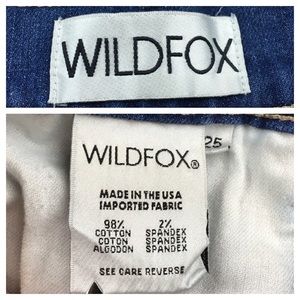 WILDFOX
25
WILDFOX®
MADE IN THE USA
IMPORTED FABRIC
98% 2%
COTTON SPANDEX
COTON SPANDEX
ALGODON SPANDEX
SEE CARE REVERSE